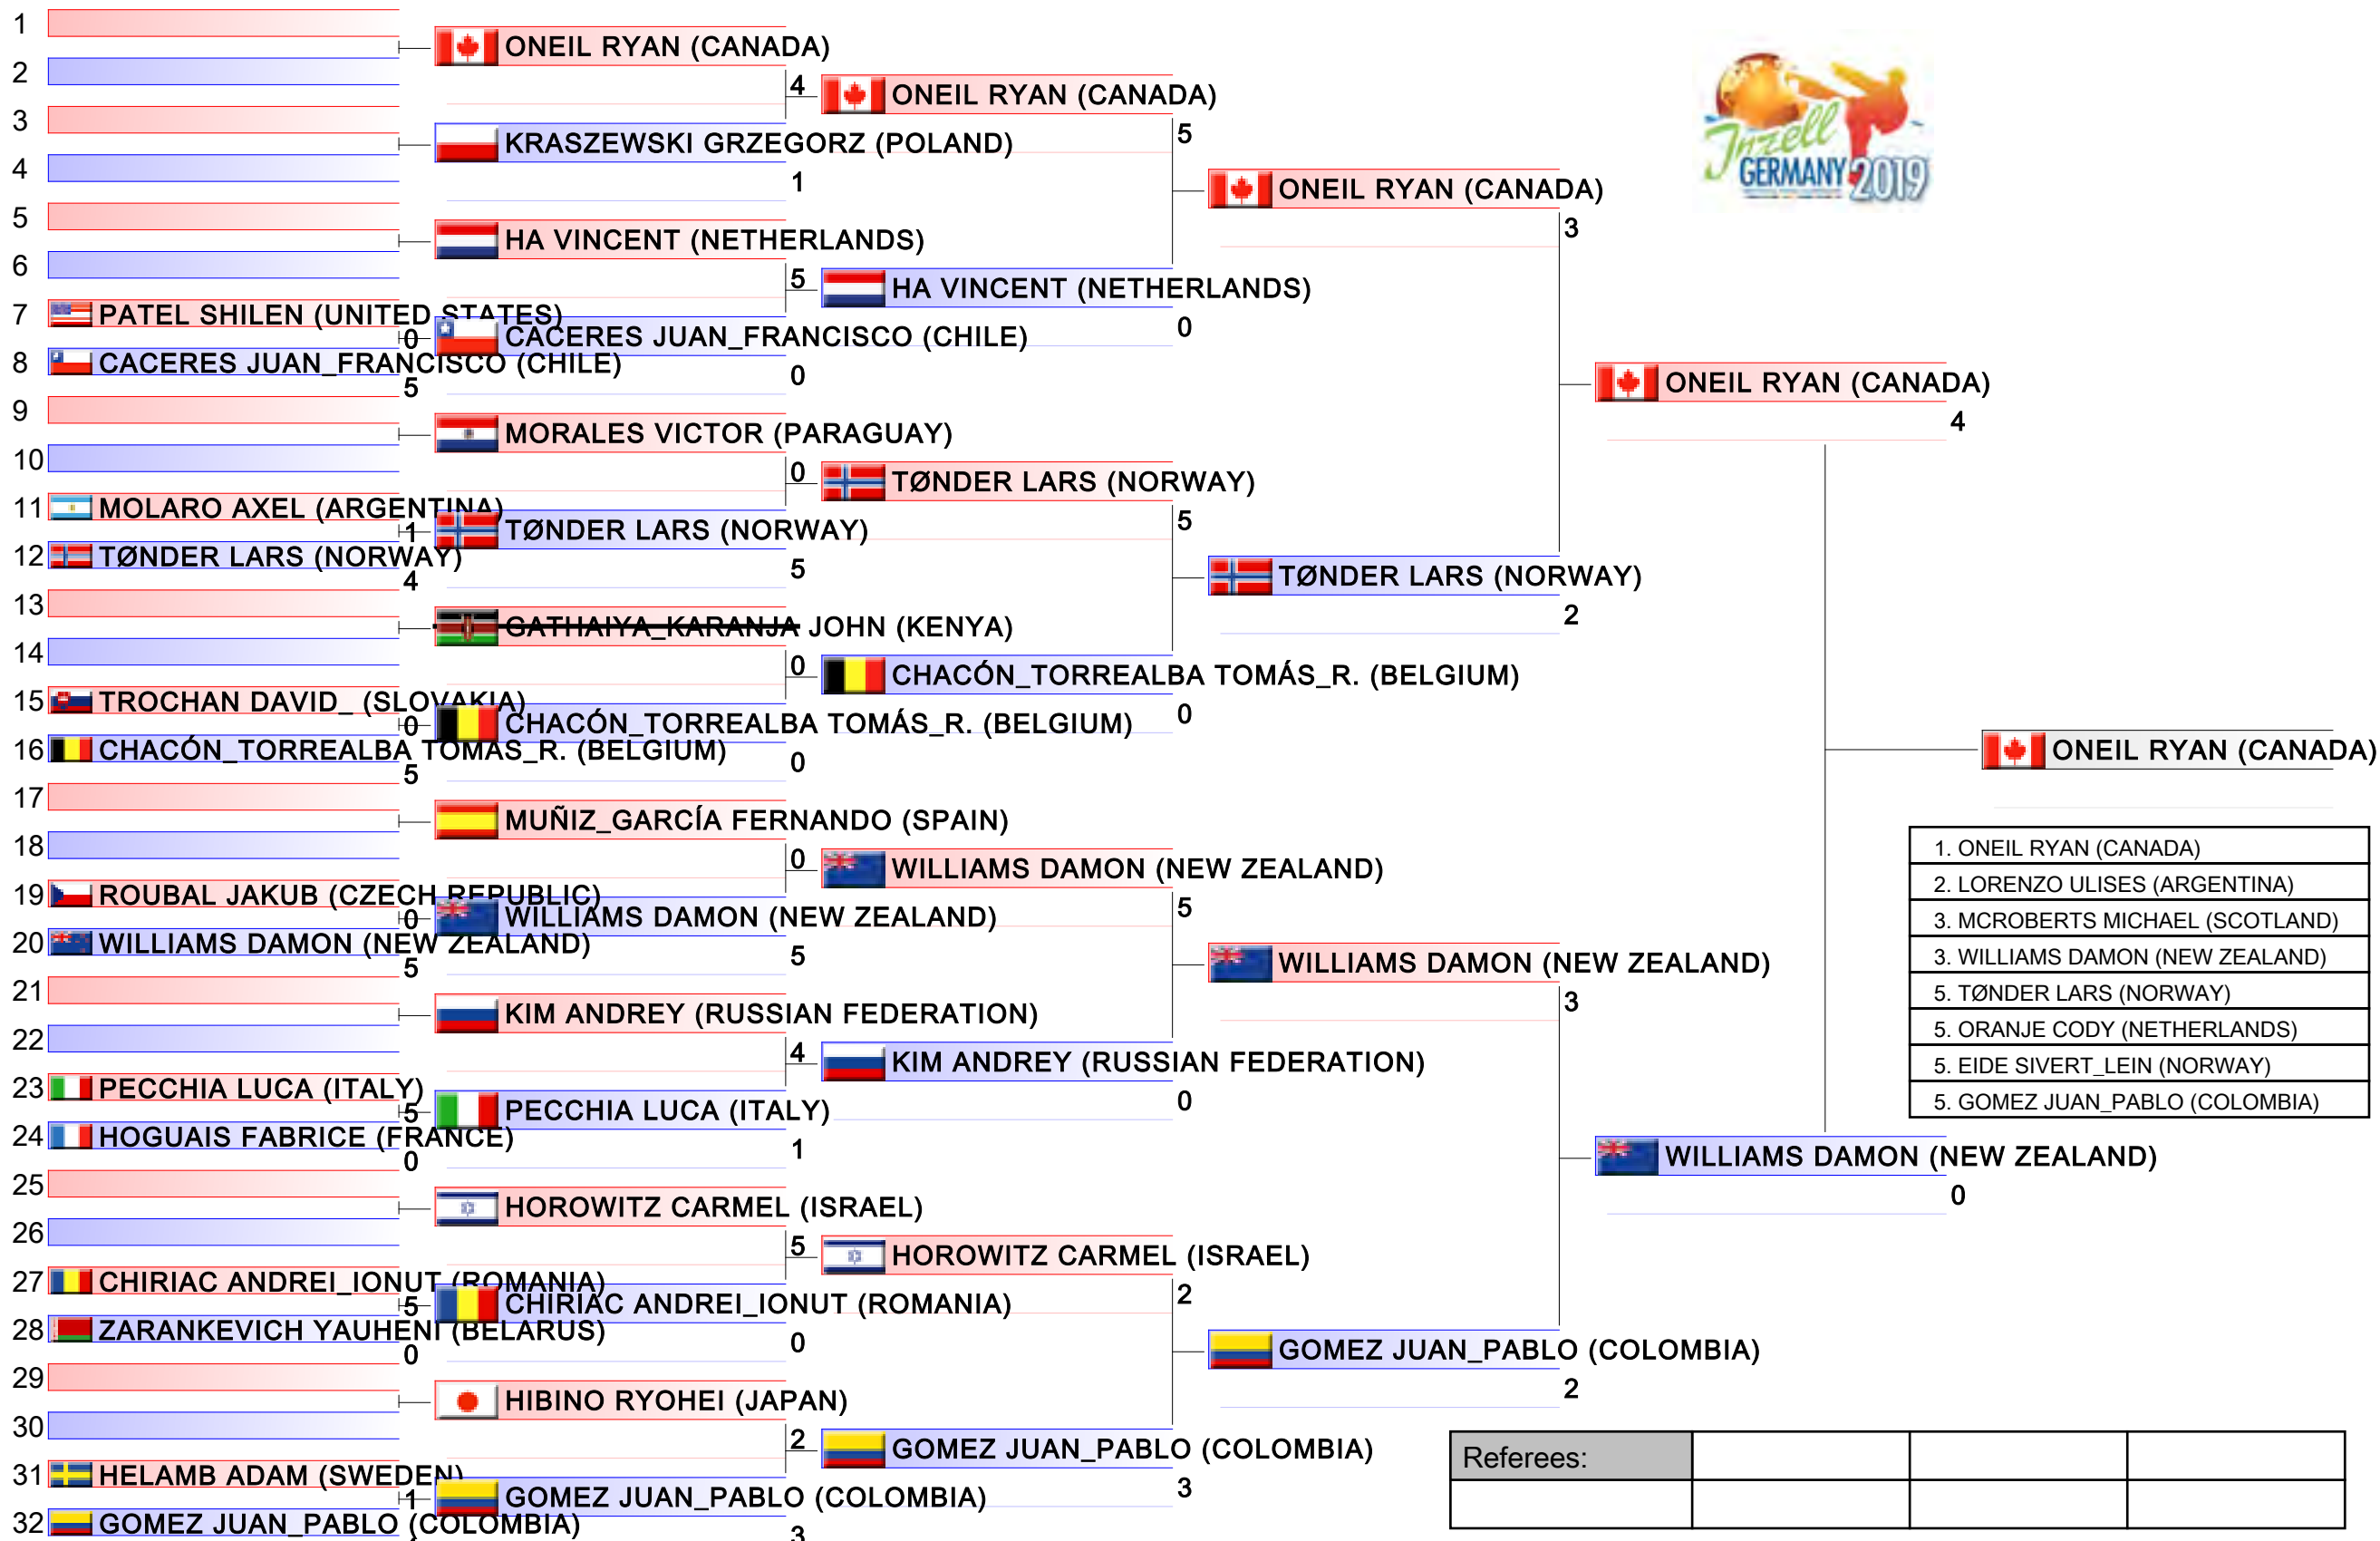 1
ONEIL RYAN (CANADA)
2
4
ONEIL RYAN (CANADA)
3
5
KRASZEWSKI GRZEGORZ (POLAND)
4
1
ONEIL RYAN (CANADA)
Inzell
GERMANY 2019
5
3
HA VINCENT (NETHERLANDS)
6
5
HA VINCENT (NETHERLANDS)
7 PATEL SHILEN (UNITED STATES)
0
0
CACERES JUAN_FRANCISCO (CHILE)
8 CACERES JUAN_FRANCISCO (CHILE)
5
0
ONEIL RYAN (CANADA)
4
9
MORALES VICTOR (PARAGUAY)
10
0
TØNDER LARS (NORWAY)
11 MOLARO AXEL (ARGENTINA)
1
5
TØNDER LARS (NORWAY)
12 TØNDER LARS (NORWAY)
4
5
TØNDER LARS (NORWAY)
2
13
GATHAIYA_KARANJA JOHN (KENYA)
14
0
CHACÓN_TORREALBA TOMÁS_R. (BELGIUM)
15 TROCHAN DAVID_ (SLOVAKIA)
0
0
CHACÓN_TORREALBA TOMÁS_R. (BELGIUM)
16 CHACÓN_TORREALBA TOMÁS_R. (BELGIUM)
5
0
ONEIL RYAN (CANADA)
17
MUÑIZ_GARCÍA FERNANDO (SPAIN)
18
0
WILLIAMS DAMON (NEW ZEALAND)
19 ROUBAL JAKUB (CZECH REPUBLIC)
0
5
WILLIAMS DAMON (NEW ZEALAND)
20 WILLIAMS DAMON (NEW ZEALAND)
5
5
WILLIAMS DAMON (NEW ZEALAND)
3
21
KIM ANDREY (RUSSIAN FEDERATION)
22
4
KIM ANDREY (RUSSIAN FEDERATION)
0
23 PECCHIA LUCA (ITALY)
5
PECCHIA LUCA (ITALY)
24 HOGUAIS FABRICE (FRANCE)
0
1
1. ONEIL RYAN (CANADA)
2. LORENZO ULISES (ARGENTINA)
3. MCROBERTS MICHAEL (SCOTLAND)
3. WILLIAMS DAMON (NEW ZEALAND)
5. TØNDER LARS (NORWAY)
5. ORANJE CODY (NETHERLANDS)
5. EIDE SIVERT_LEIN (NORWAY)
5. GOMEZ JUAN_PABLO (COLOMBIA)
WILLIAMS DAMON (NEW ZEALAND)
0
25
HOROWITZ CARMEL (ISRAEL)
26
5
HOROWITZ CARMEL (ISRAEL)
27 CHIRIAC ANDREI_IONUT (ROMANIA)
5
2
CHIRIAC ANDREI_IONUT (ROMANIA)
28 ZARANKEVICH YAUHENI (BELARUS)
0
0
GOMEZ JUAN_PABLO (COLOMBIA)
2
29
HIBINO RYOHEI (JAPAN)
30
2
GOMEZ JUAN_PABLO (COLOMBIA)
3
31 HELAMB ADAM (SWEDEN)
1
GOMEZ JUAN_PABLO (COLOMBIA)
3
32 GOMEZ JUAN_PABLO (COLOMBIA)
Referees: